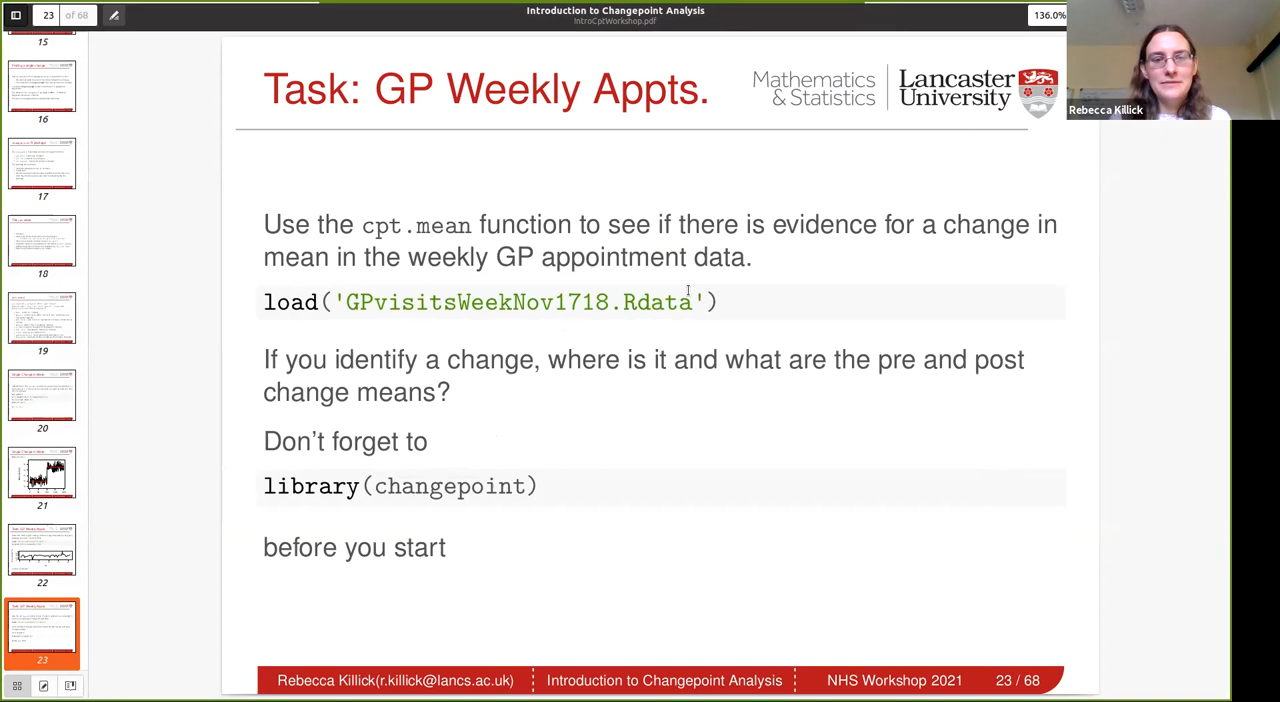 23 of 68
Introduction to Changepoint Analysis
IntroCptWorkshop.pdf
136.0%
Rebecca Killick
Task: GP Weekly Appts.
Mathematics
& Statistics
Lancaster
University
Use the cpt.mean function to see if there is evidence for a change in
mean in the weekly GP appointment data.
load('GPvisitsWeekNov1718.Rdata')
If you identify a change, where is it and what are the pre and post
change means?
Don't forget to
library(changepoint)
before you start
Rebecca Killick(r.killick@lancs.ac.uk)
Introduction to Changepoint Analysis
NHS Workshop 2021
23 / 68
15
16
17
18
19
20
21
22
23